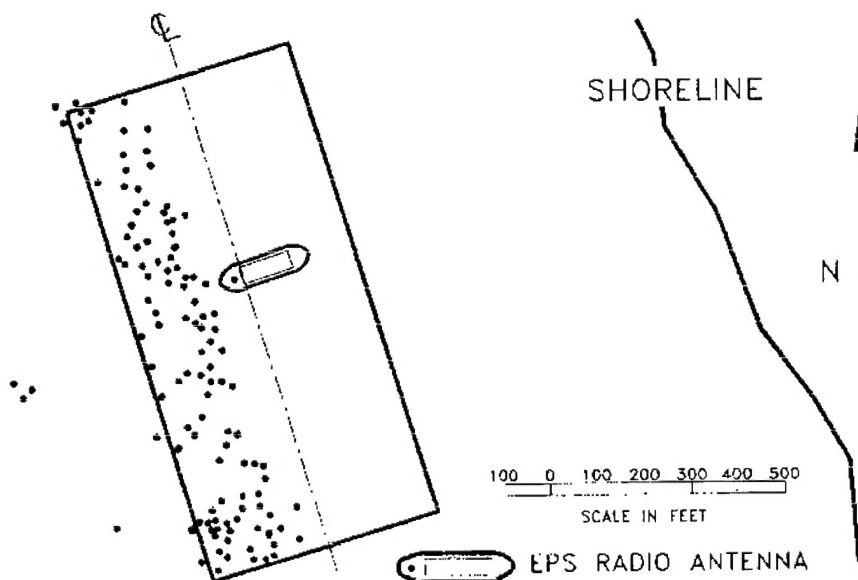 ℄
SHORELINE
N
100 0 100 200 300 400 500
SCALE IN FEET
EPS RADIO ANTENNA